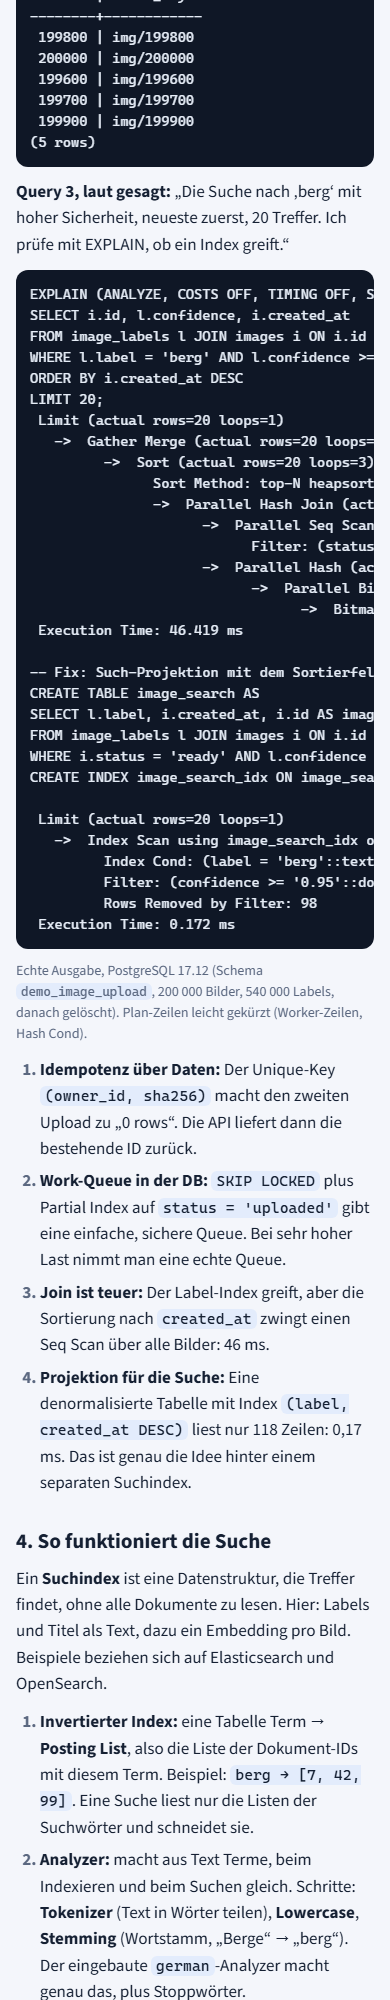 --------+------------
199800 | img/199800
200000 | img/200000
199600 | img/199600
199700 | img/199700
199900 | img/199900
(5 rows)
Query 3, laut gesagt: „Die Suche nach ‚berg‘ mit
hoher Sicherheit, neueste zuerst, 20 Treffer. Ich
prüfe mit EXPLAIN, ob ein Index greift.“
EXPLAIN (ANALYZE, COSTS OFF, TIMING OFF, S
SELECT i.id, l.confidence, i.created_at
FROM image_labels l JOIN images i ON i.id
WHERE l.label = 'berg' AND l.confidence >=
ORDER BY i.created_at DESC
LIMIT 20;
Limit (actual rows=20 loops=1)
-> Gather Merge (actual rows=20 loops=
-> Sort (actual rows=20 loops=3)
Sort Method: top-N heapsort
-> Parallel Hash Join (act
-> Parallel Seq Scan
Filter: (status
-> Parallel Hash (ac
-> Parallel Bi
-> Bitma
Execution Time: 46.419 ms
-- Fix: Such-Projektion mit dem Sortierfel
CREATE TABLE image_search AS
SELECT l.label, i.created_at, i.id AS imag
FROM image_labels l JOIN images i ON i.id
WHERE i.status = 'ready' AND l.confidence
CREATE INDEX image_search_idx ON image_sea
Limit (actual rows=20 loops=1)
-> Index Scan using image_search_idx o
Index Cond: (label = 'berg'::text
Filter: (confidence >= '0.95'::do
Rows Removed by Filter: 98
Execution Time: 0.172 ms
Echte Ausgabe, PostgreSQL 17.12 (Schema
demo_image_upload, 200 000 Bilder, 540 000 Labels,
danach gelöscht). Plan-Zeilen leicht gekürzt (Worker-Zeilen,
Hash Cond).
1. Idempotenz über Daten: Der Unique-Key
(owner_id, sha256) macht den zweiten
Upload zu „0 rows“. Die API liefert dann die
bestehende ID zurück.
2. Work-Queue in der DB: SKIP LOCKED plus
Partial Index auf status = 'uploaded' gibt
eine einfache, sichere Queue. Bei sehr hoher
Last nimmt man eine echte Queue.
3. Join ist teuer: Der Label-Index greift, aber die
Sortierung nach created_at zwingt einen
Seq Scan über alle Bilder: 46 ms.
4. Projektion für die Suche: Eine
denormalisierte Tabelle mit Index (label,
created_at DESC) liest nur 118 Zeilen: 0,17
ms. Das ist genau die Idee hinter einem
separaten Suchindex.
4. So funktioniert die Suche
Ein Suchindex ist eine Datenstruktur, die Treffer
findet, ohne alle Dokumente zu lesen. Hier: Labels
und Titel als Text, dazu ein Embedding pro Bild.
Beispiele beziehen sich auf Elasticsearch und
OpenSearch.
1. Invertierter Index: eine Tabelle Term →
Posting List, also die Liste der Dokument-IDs
mit diesem Term. Beispiel: berg → [7, 42,
99]. Eine Suche liest nur die Listen der
Suchwörter und schneidet sie.
2. Analyzer: macht aus Text Terme, beim
Indexieren und beim Suchen gleich. Schritte:
Tokenizer (Text in Wörter teilen), Lowercase,
Stemming (Wortstamm, „Berge“ → „berg“).
Der eingebaute german-Analyzer macht
genau das, plus Stoppwörter.